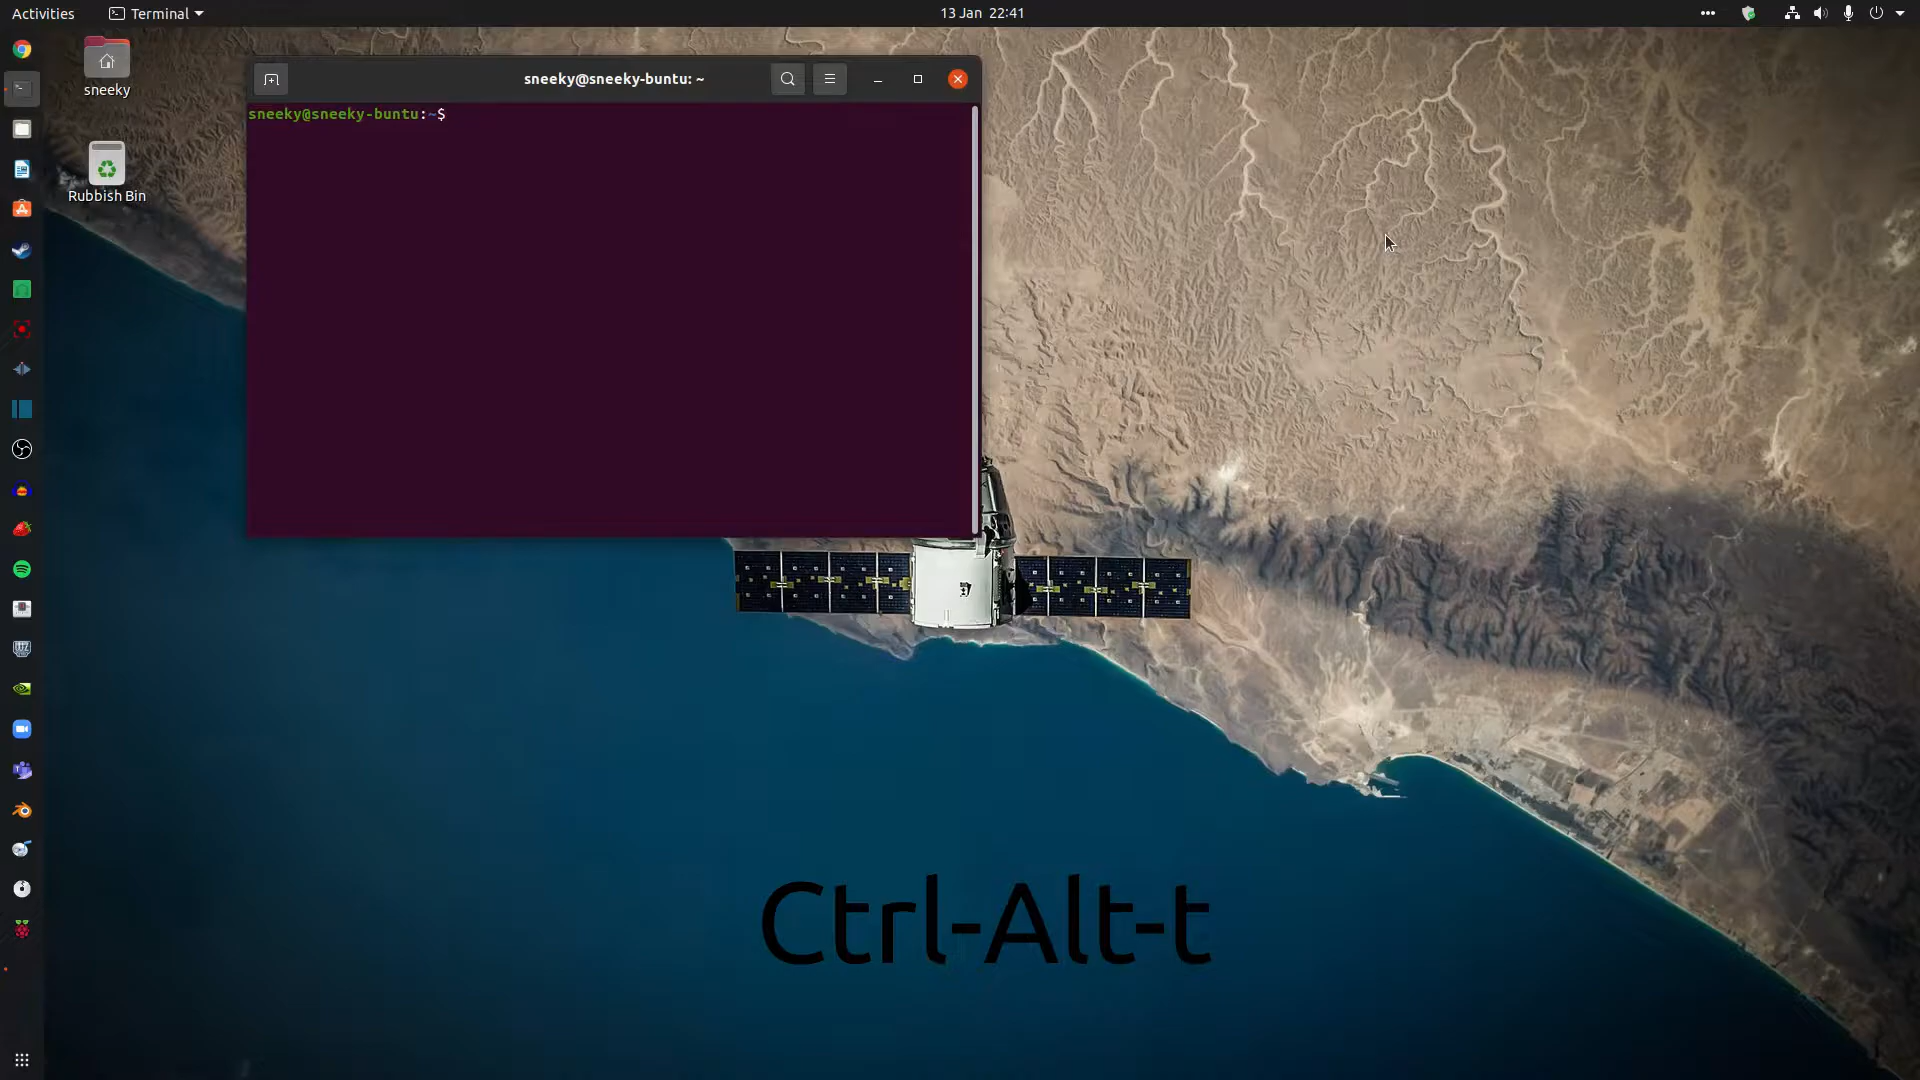 Activities
Terminal
13 Jan 22:41
sneeky
Rubbish Bin
sneeky@sneeky-buntu: ~
sneeky@sneeky-buntu:~$
Ctrl-Alt-t